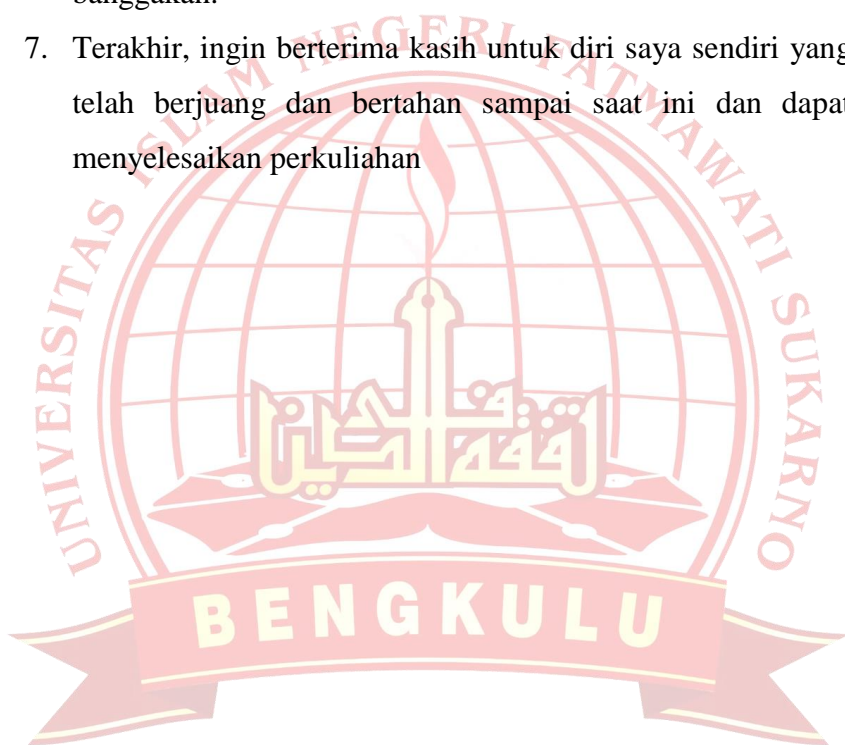 banggakan.
7. Terakhir, ingin berterima kasih untuk diri saya sendiri yang
telah berjuang dan bertahan sampai saat ini dan dapat
menyelesaikan perkuliahan
UNIVERSITAS ISLAM NEGERI FATMAWATI SUKARNO
BENGKULU